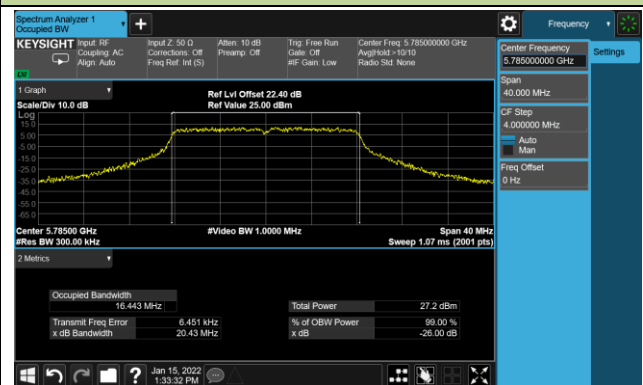 Spectrum Analyzer 1
Occupied BW
Frequency
KEYSIGHT
Input: RF
Coupling: AC
Align: Auto
Input Z: 50 Ω
Corrections: Off
Freq Ref: Int (S)
Atten: 10 dB
Preamp: Off
Trig: Free Run
Gate: Off
#IF Gain: Low
Center Freq: 5.785000000 GHz
Avg|Hold:>10/10
Radio Std: None
Center Frequency
5.785000000 GHz
Settings
Span
40.000 MHz
CF Step
4.000000 MHz
Auto
Man
Freq Offset
0 Hz
1 Graph
Scale/Div 10.0 dB
Ref Lvl Offset 22.40 dB
Ref Value 25.00 dBm
Log
15.0
5.00
-5.00
-15.0
-25.0
-35.0
-45.0
-55.0
-65.0
Center 5.78500 GHz
#Res BW 300.00 kHz
#Video BW 1.0000 MHz
Span 40 MHz
Sweep 1.07 ms (2001 pts)
2 Metrics
Occupied Bandwidth
16.443 MHz
Total Power 27.2 dBm
Transmit Freq Error 6.451 kHz
% of OBW Power 99.00 %
x dB Bandwidth 20.43 MHz
x dB -26.00 dB
Jan 15, 2022
1:33:32 PM